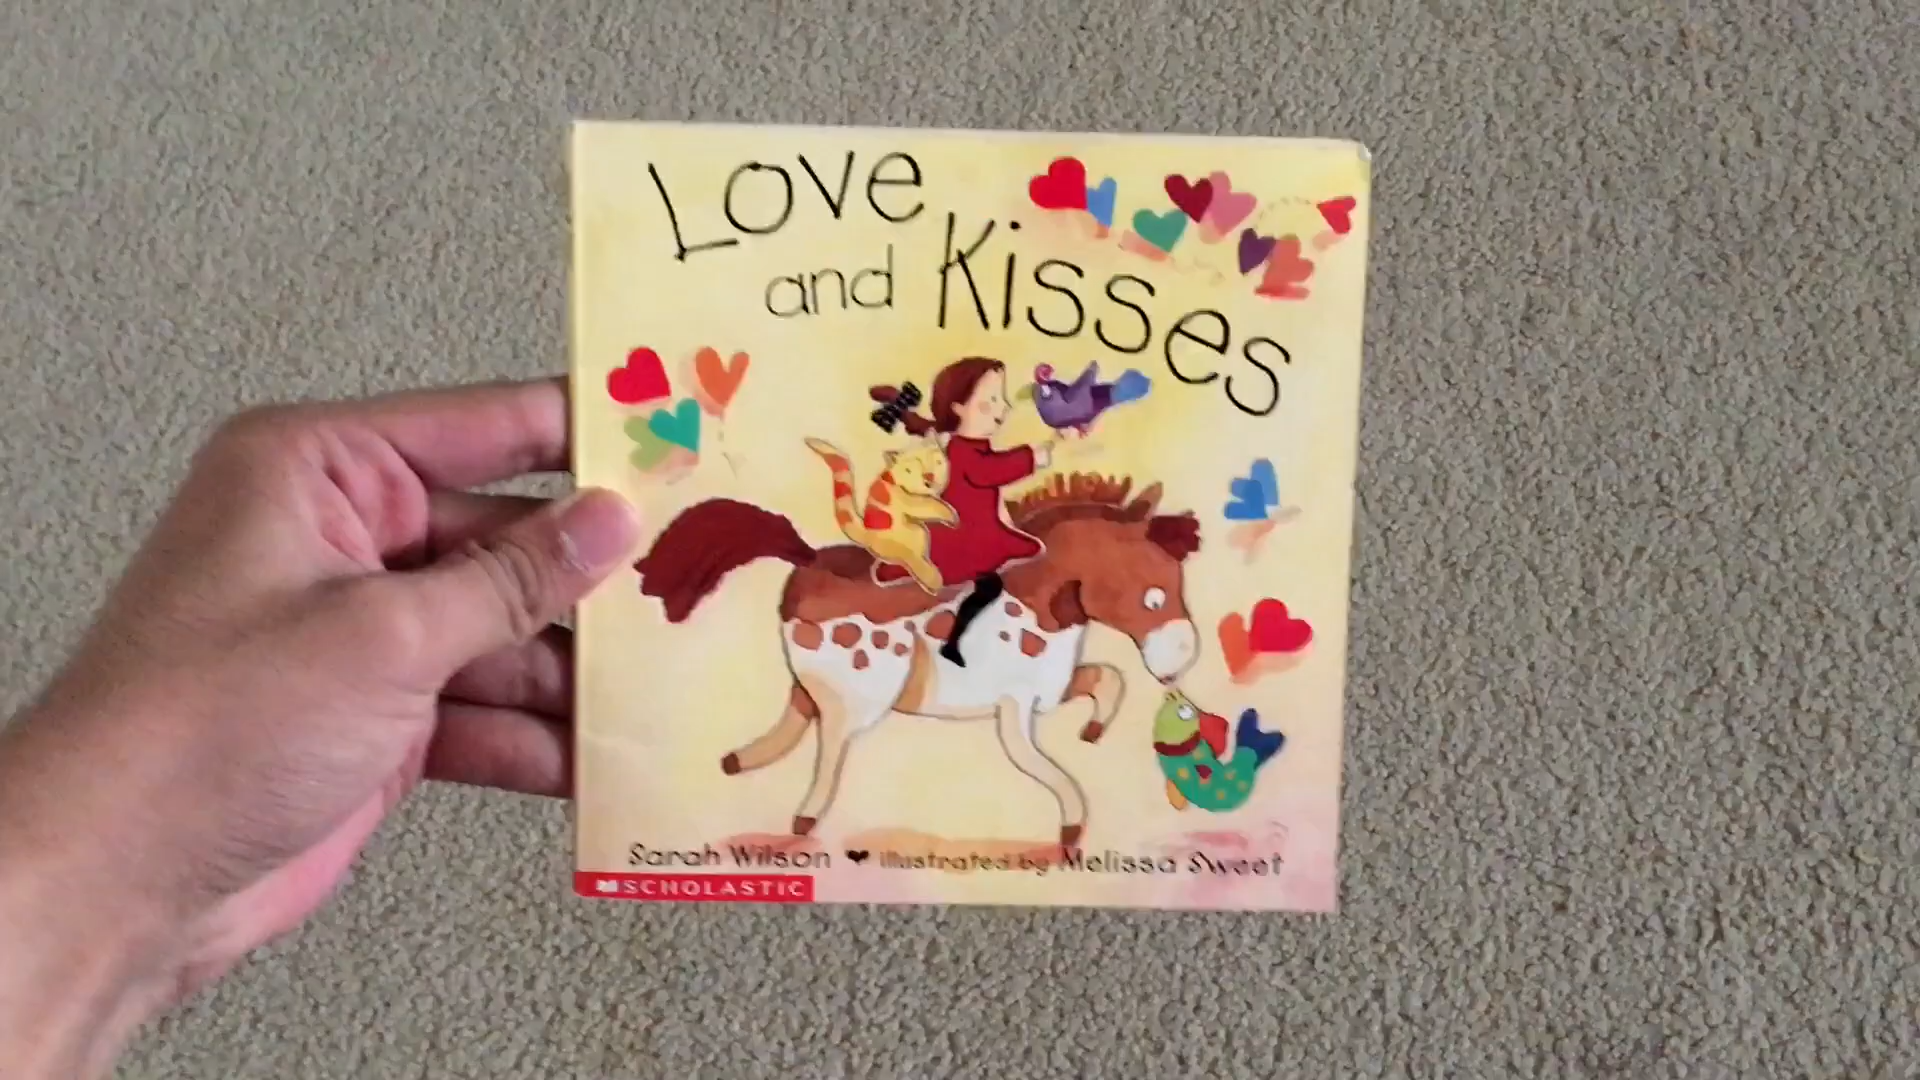 Love
and Kisses
Sarah Wilson ❤ illustrated by Melissa Sweet
SCHOLASTIC